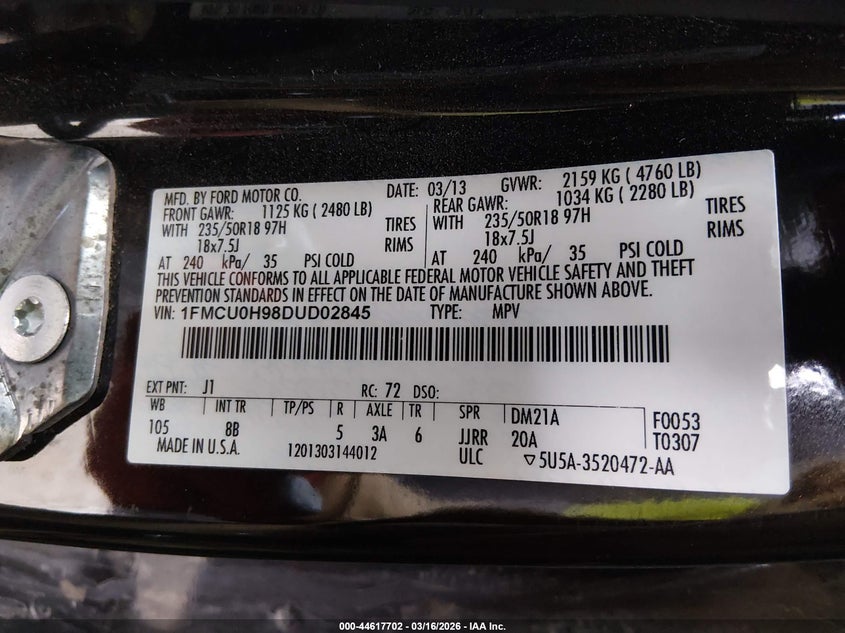 MFD. BY FORD MOTOR CO. DATE: 03/13 GVWR: 2159 KG ( 4760 LB)
FRONT GAWR: 1125 KG ( 2480 LB) REAR GAWR: 1034 KG ( 2280 LB)
WITH 235/50R18 97H TIRES WITH 235/50R18 97H TIRES
18x7.5J RIMS 18x7.5J RIMS
AT 240 kPa/ 35 PSI COLD AT 240 kPa/ 35 PSI COLD
THIS VEHICLE CONFORMS TO ALL APPLICABLE FEDERAL MOTOR VEHICLE SAFETY AND THEFT
PREVENTION STANDARDS IN EFFECT ON THE DATE OF MANUFACTURE SHOWN ABOVE.
VIN: 1FMCU0H98DUD02845 TYPE: MPV
EXT PNT: J1 RC: 72 DSO:
WB INT TR TP/PS R AXLE TR SPR DM21A F0053
105 8B 5 3A 6 JJRR 20A T0307
MADE IN U.S.A. 1201303144012 ULC ▽5U5A-3520472-AA
000-44617702 - 03/16/2026 - IAA Inc.